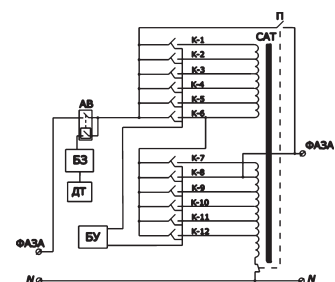 П
САТ
К-1
К-2
К-3
К-4
К-5
К-6
АВ
БЗ
ДТ
БУ
К-7
К-8
К-9
К-10
К-11
К-12
ФАЗА
ФАЗА
N
N